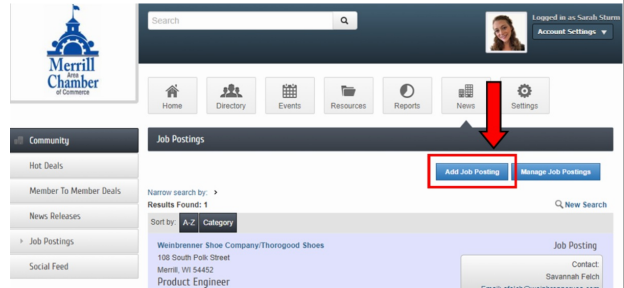 Search
Logged in as Sarah Sturm
Account Settings
Merrill
Area
Chamber
of Commerce
Home
Directory
Events
Resources
Reports
News
Settings
Community
Hot Deals
Member To Member Deals
News Releases
Job Postings
Social Feed
Job Postings
Add Job Posting
Manage Job Postings
Narrow search by: >
Results Found: 1
New Search
Sort by: A-Z Category
Weinbrenner Shoe Company/Thorogood Shoes
Job Posting
108 South Polk Street
Merrill, WI 54452
Product Engineer
Contact:
Savannah Felch